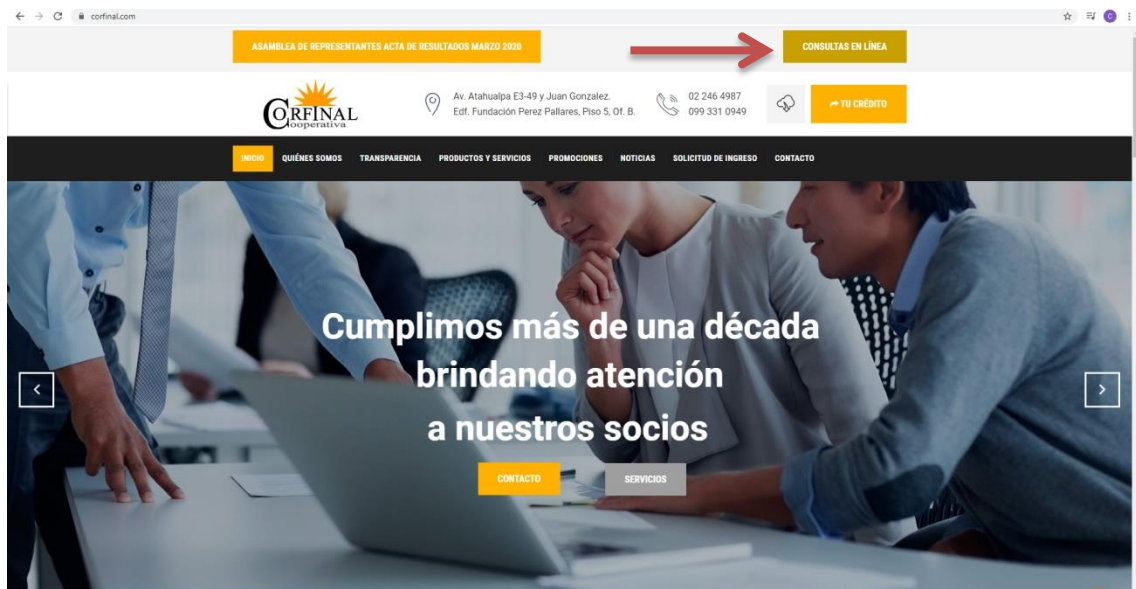 corfinal.com
C
ASAMBLEA DE REPRESENTANTES ACTA DE RESULTADOS MARZO 2020
CONSULTAS EN LÍNEA
CORFINAL
Cooperativa
Av. Atahualpa E3-49 y Juan Gonzalez.
Edf. Fundación Perez Pallares, Piso 5, Of. B.
02 246 4987
099 331 0949
TU CRÉDITO
INICIO QUIÉNES SOMOS TRANSPARENCIA PRODUCTOS Y SERVICIOS PROMOCIONES NOTICIAS SOLICITUD DE INGRESO CONTACTO
Cumplimos más de una década
brindando atención
a nuestros socios
CONTACTO SERVICIOS